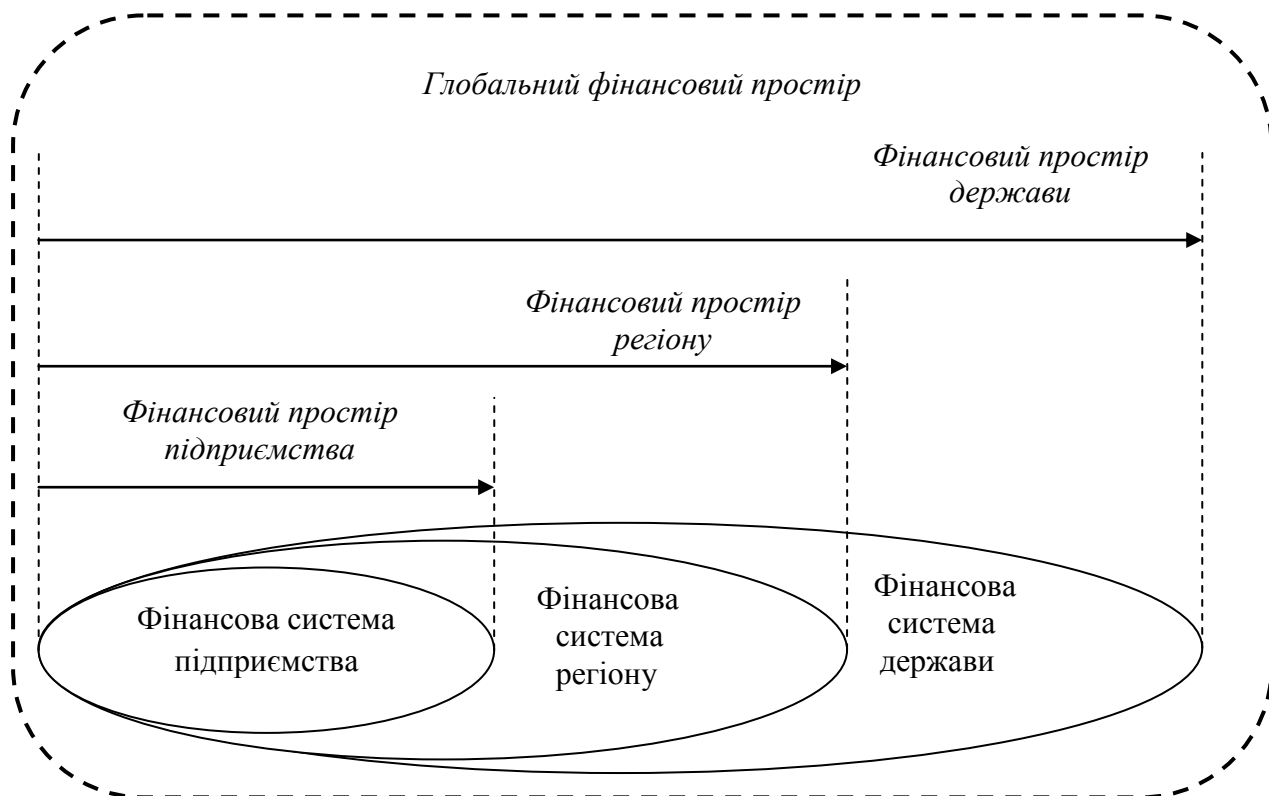 Глобальний фінансовий простір
Фінансовий простір
держави
Фінансовий простір
регіону
Фінансовий простір
підприємства
Фінансова система
підприємства
Фінансова
система
регіону
Фінансова
система
держави